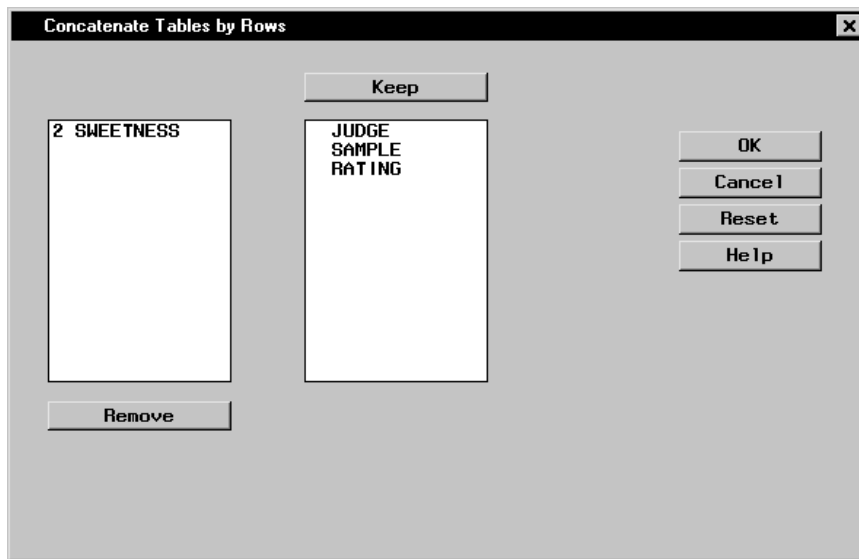 Concatenate Tables by Rows
Keep
2 SWEETNESS
JUDGE
SAMPLE
RATING
OK
Cancel
Reset
Help
Remove